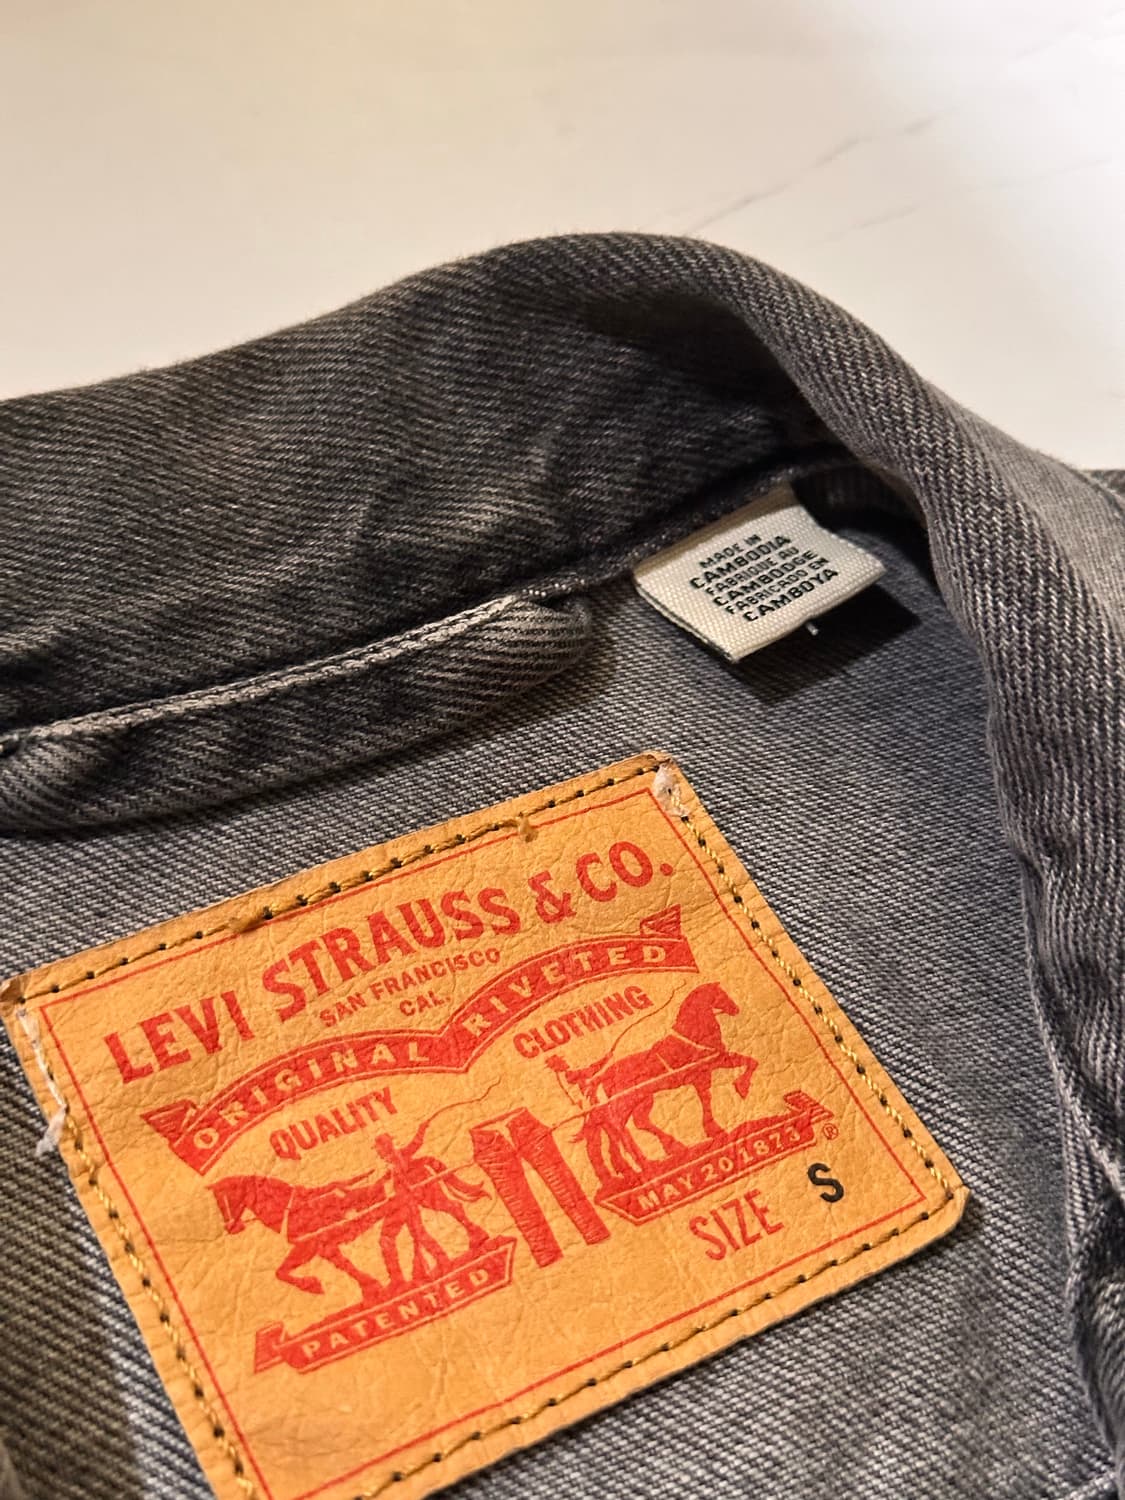 MADE IN
CAMBODIA
FABRIQUE AU
CAMBODGE
FABRICADO EN
CAMBOYA
LEVI STRAUSS & CO.
SAN FRANCISCO
CAL.
ORIGINAL RIVETED
QUALITY CLOTHING
PATENTED MAY 20 1873 ®
SIZE S